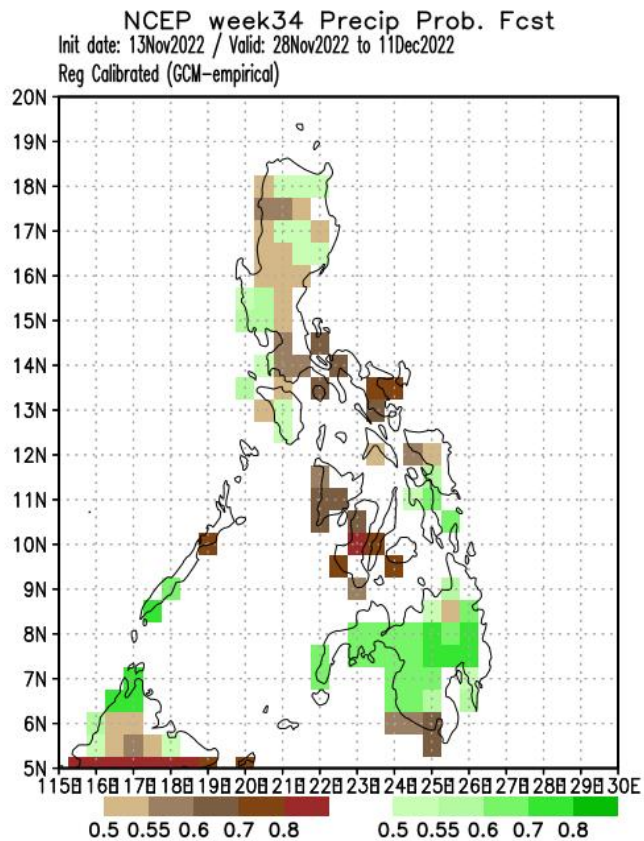 NCEP week34 Precip Prob. Fcst
Init date: 13Nov2022 / Valid: 28Nov2022 to 11Dec2022
Reg Calibrated (GCM-empirical)
20N
19N
18N
17N
16N
15N
14N
13N
12N
11N
10N
9N
8N
7N
6N
5N
115E 116E 117E 118E 119E 120E 121E 122E 123E 124E 125E 126E 127E 128E 129E 130E
0.5 0.55 0.6 0.7 0.8 0.5 0.55 0.6 0.7 0.8